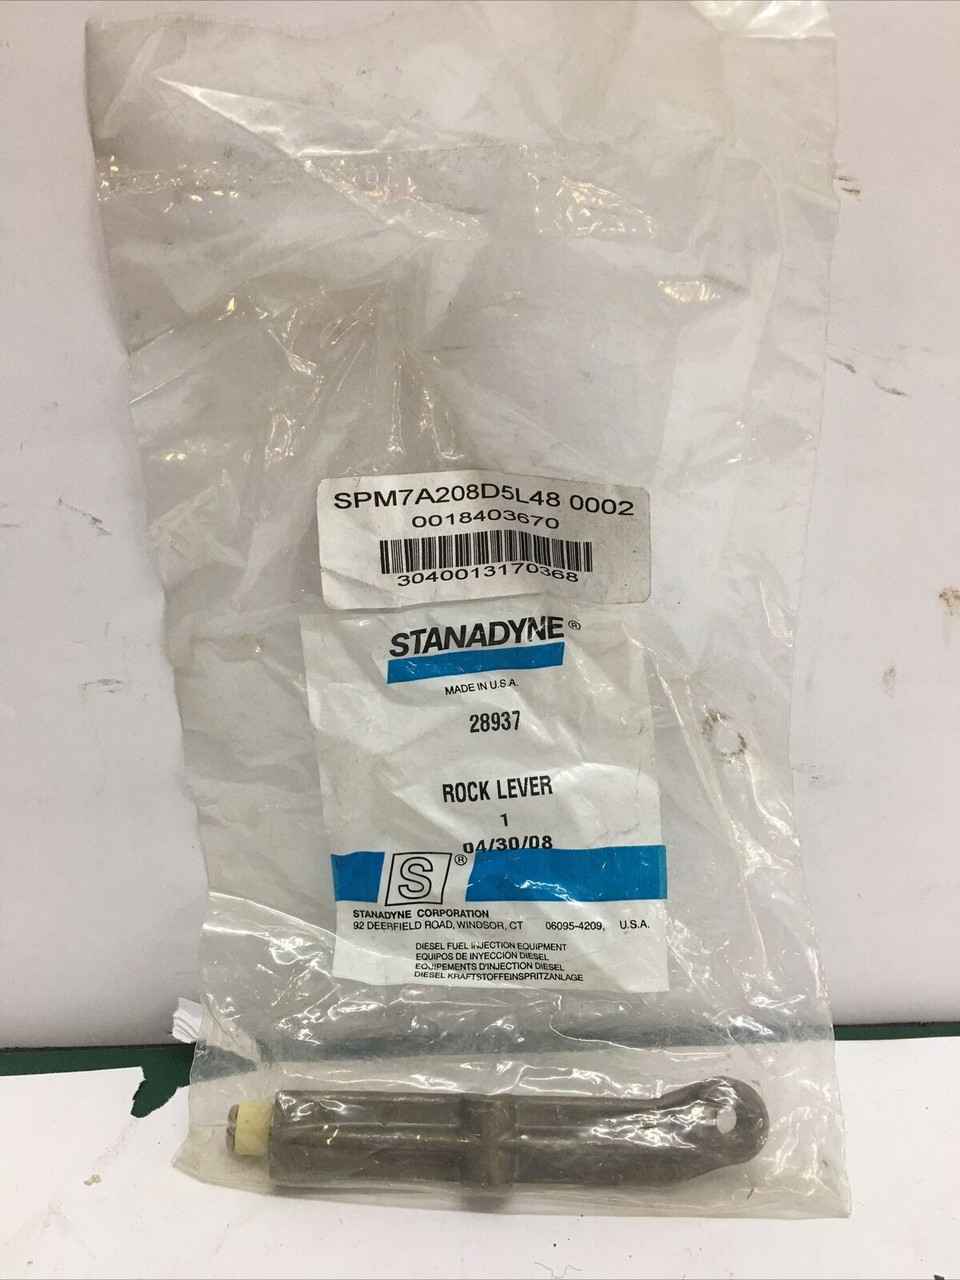 SPM7A208D5L48 0002
0018403670
3040013170368
STANADYNE®
MADE IN U.S.A.
28937
ROCK LEVER
1
04/30/08
S®
STANADYNE CORPORATION
92 DEERFIELD ROAD, WINDSOR, CT 06095-4209, U.S.A.
DIESEL FUEL INJECTION EQUIPMENT
EQUIPOS DE INYECCION DIESEL
EQUIPEMENTS D'INJECTION DIESEL
DIESEL KRAFTSTOFFEINSPRITZANLAGE